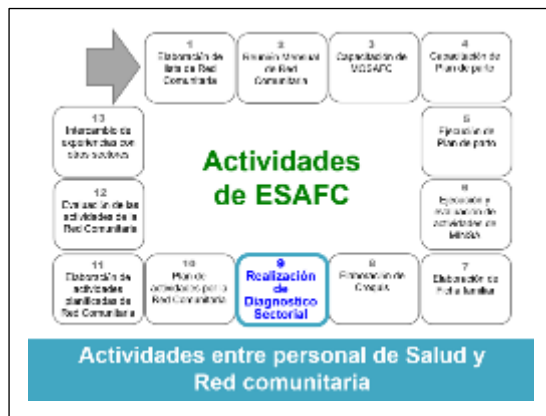 1
Elaboración de
lista de Red
Comunitaria
2
Reunión Mensual
de Red
Comunitaria
3
Capacitación de
MOSAFC
4
Capacitación de
Plan de parto
5
Ejecución de
Plan de parto
6
Ejecución y
evaluación de
actividades de
MINSA
7
Elaboración de
Ficha familiar
8
Elaboración de
Croquis
9
Realización
de
Diagnostico
Sectorial
10
Plan de
actividades por la
Red Comunitaria
11
Elaboración de
actividades
planificadas de
Red Comunitaria
12
Evaluación de las
actividades de la
Red Comunitaria
13
Intercambio de
experiencias con
otros sectores
Actividades
de ESAFC
Actividades entre personal de Salud y
Red comunitaria